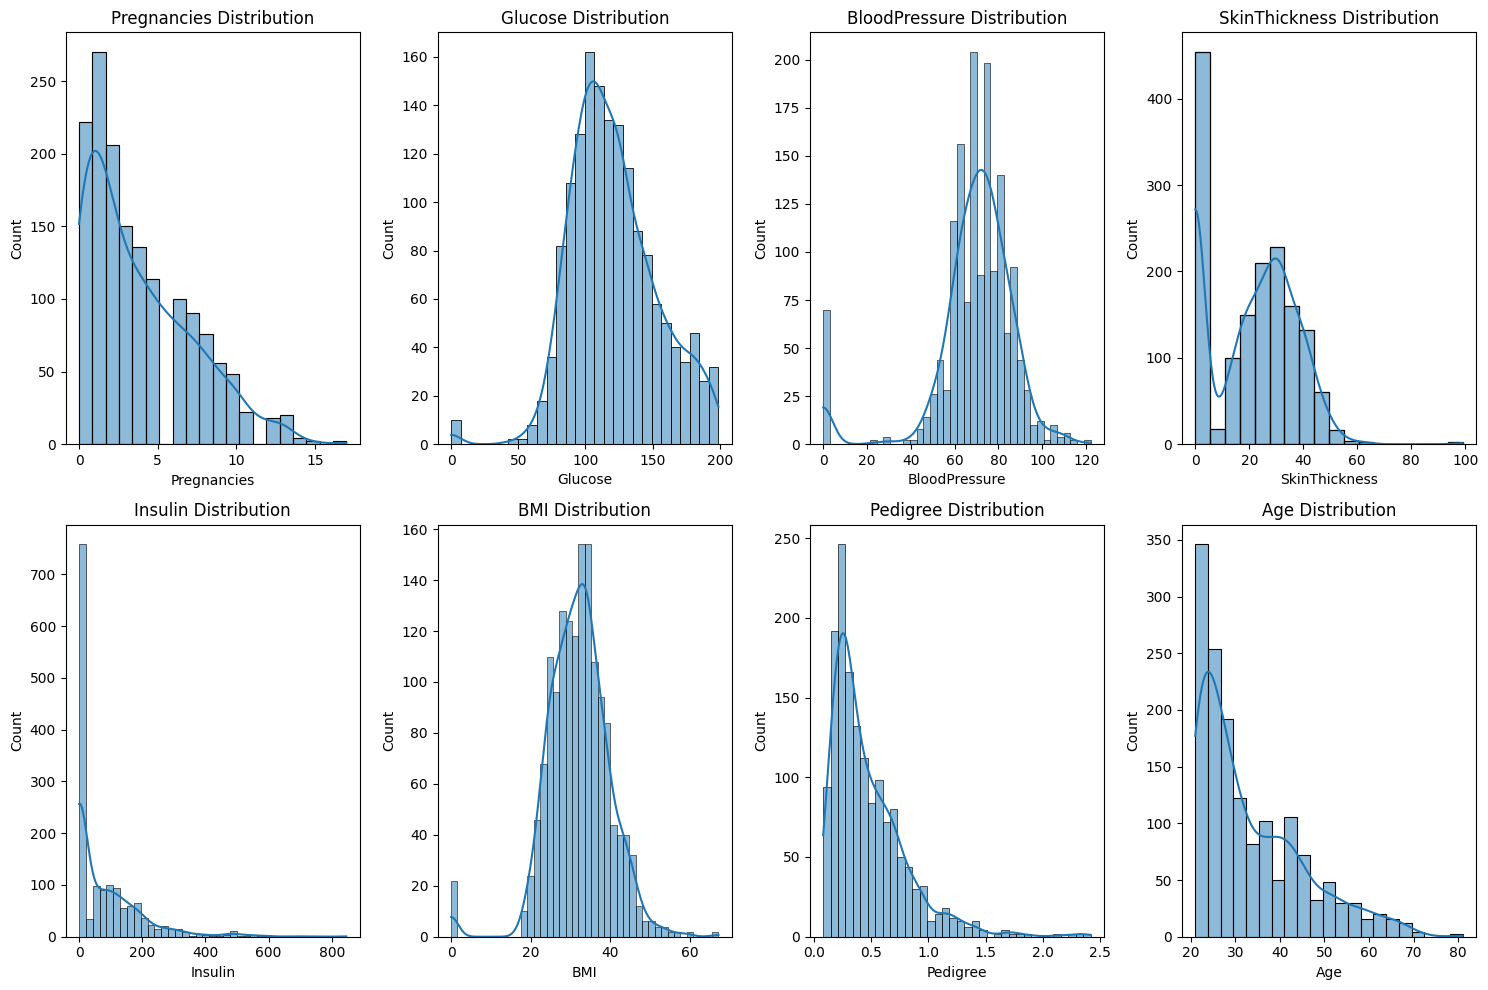 Pregnancies Distribution
250
200
150
100
50
0
Count
0 5 10 15
Pregnancies
Glucose Distribution
160
140
120
100
80
60
40
20
0
Count
0 50 100 150 200
Glucose
BloodPressure Distribution
200
175
150
125
100
75
50
25
0
Count
0 20 40 60 80 100 120
BloodPressure
SkinThickness Distribution
400
300
200
100
0
Count
0 20 40 60 80 100
SkinThickness
Insulin Distribution
700
600
500
400
300
200
100
0
Count
0 200 400 600 800
Insulin
BMI Distribution
160
140
120
100
80
60
40
20
0
Count
0 20 40 60
BMI
Pedigree Distribution
250
200
150
100
50
0
Count
0.0 0.5 1.0 1.5 2.0 2.5
Pedigree
Age Distribution
350
300
250
200
150
100
50
0
Count
20 30 40 50 60 70 80
Age